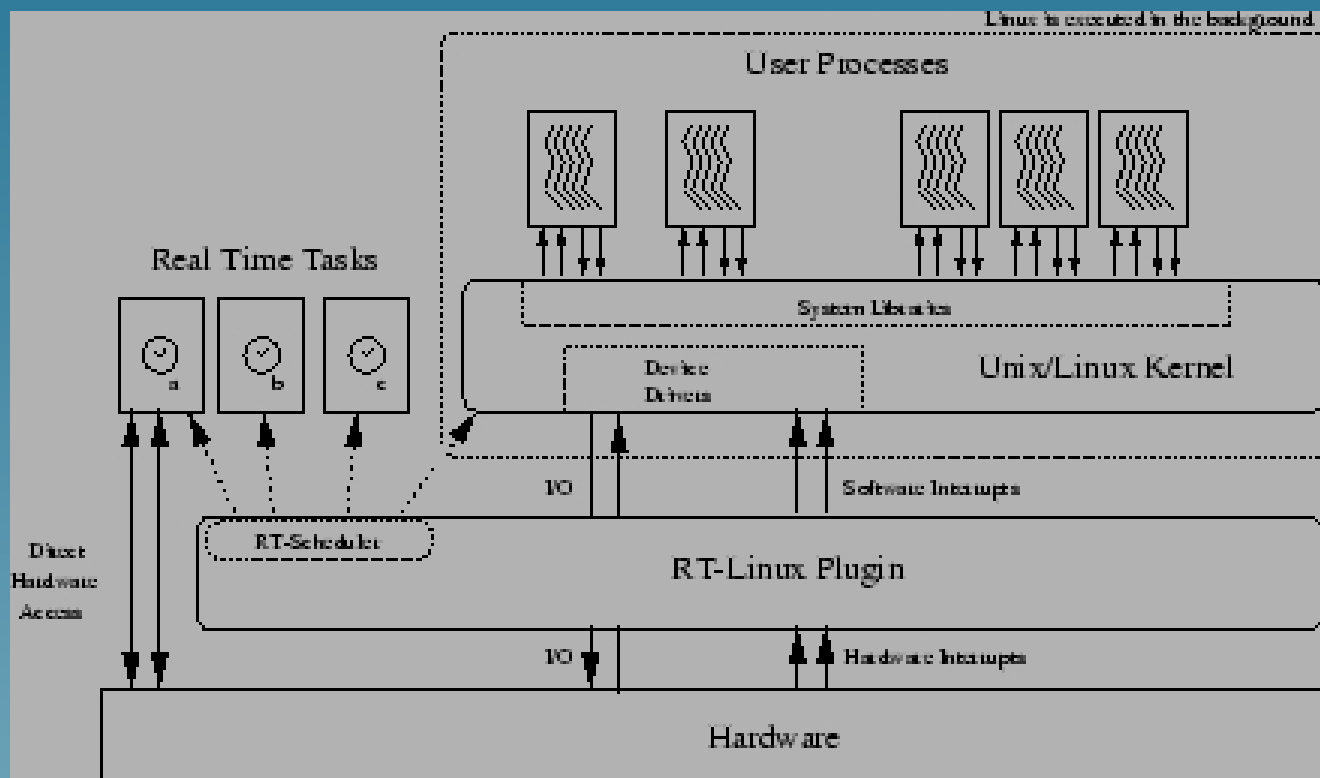 Linux is executed in the background
User Processes
Real Time Tasks
a
b
c
System Libraries
Device
Drivers
Unix/Linux Kernel
I/O
Software Interrupts
Direct
Hardware
Access
RT-Scheduler
RT-Linux Plugin
I/O
Hardware Interrupts
Hardware